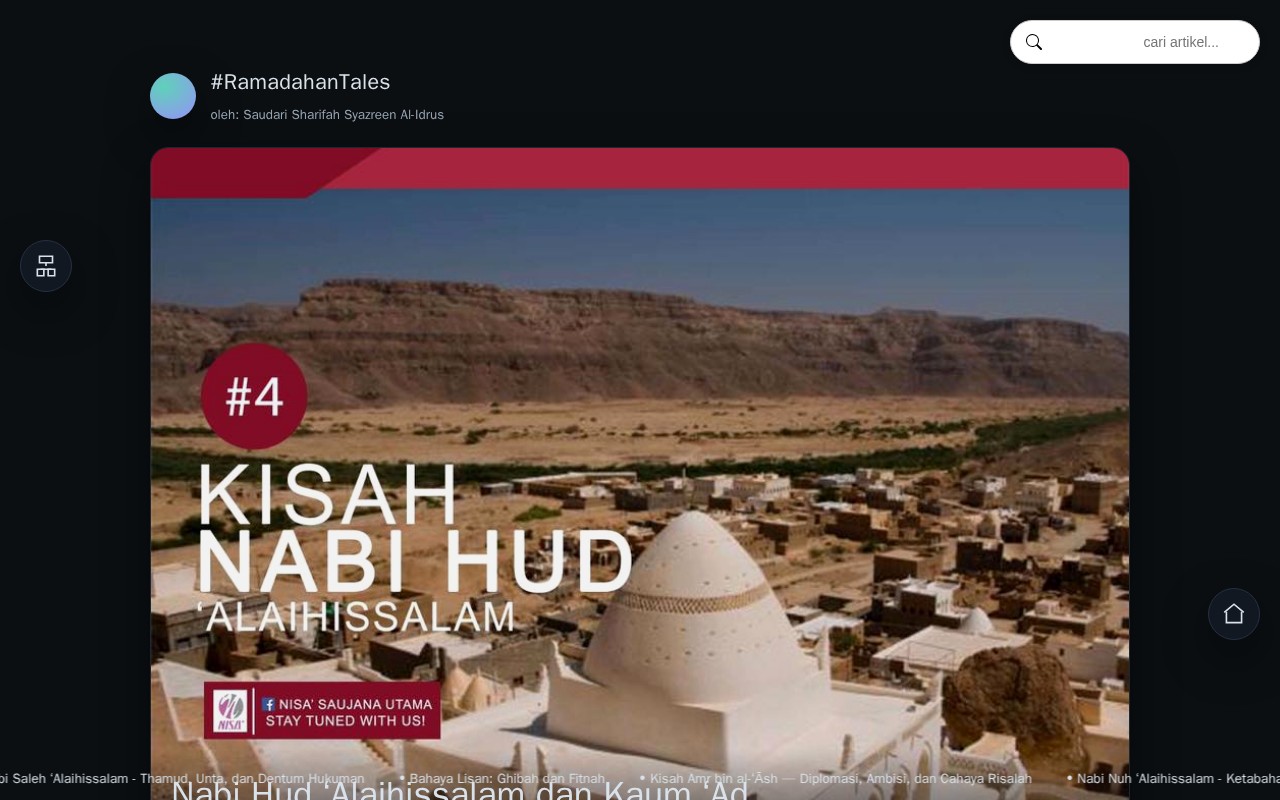 cari artikel...
#RamadahanTales
oleh: Saudari Sharifah Syazreen Al-Idrus
#4
KISAH
NABI HUD
‘ALAIHISSALAM
NISA'
NISA' SAUJANA UTAMA
STAY TUNED WITH US!
bi Saleh ‘Alaihissalam - Thamud, Unta, dan Dentum Hukuman • Bahaya Lisan: Ghibah dan Fitnah • Kisah Amr bin al-‘Āsh — Diplomasi, Ambisi, dan Cahaya Risalah • Nabi Nuh ‘Alaihissalam - Ketabaha
Nabi Hud ‘Alaihissalam dan Kaum ‘Ad